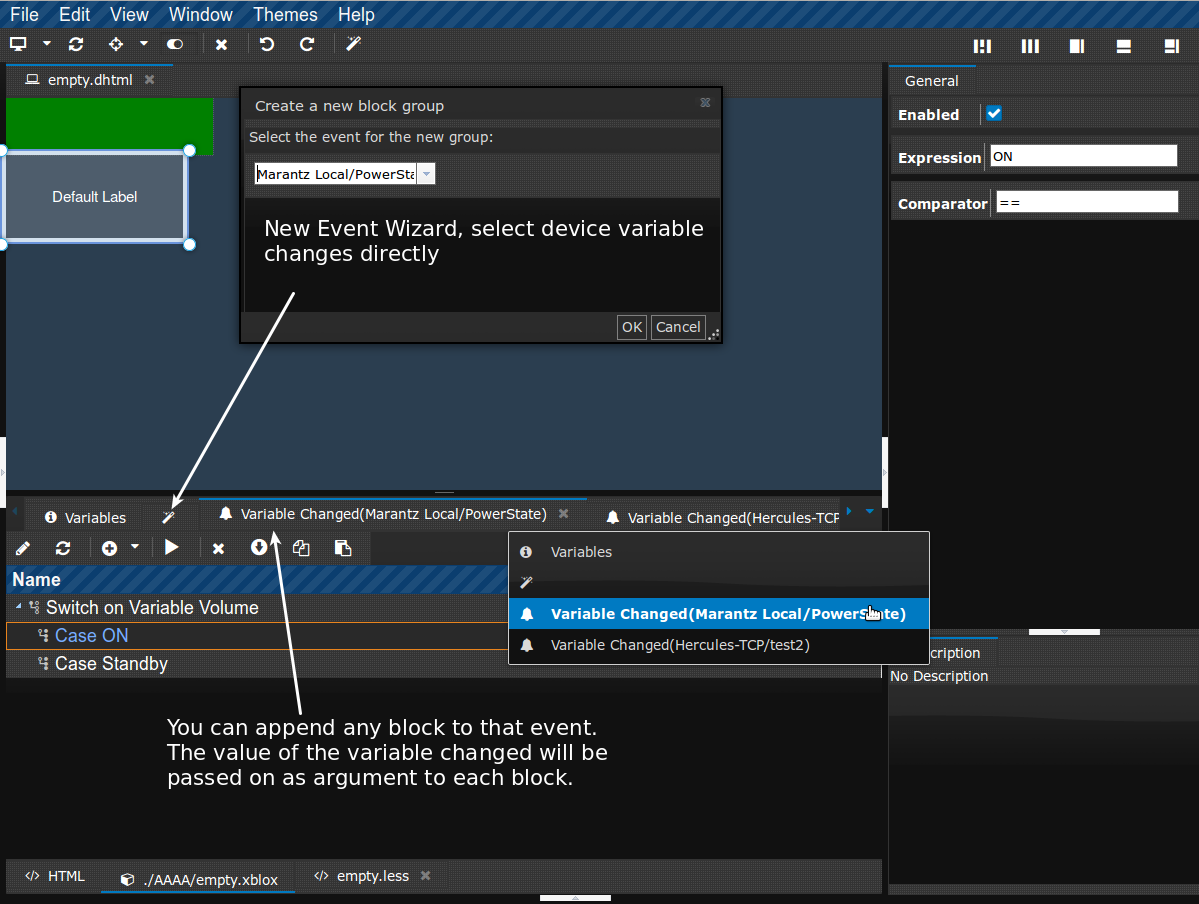 File Edit View Window Themes Help
empty.dhtml
General
Create a new block group
Enabled
Select the event for the new group:
Expression ON
Marantz Local/PowerSta
Default Label
Comparator ==
New Event Wizard, select device variable
changes directly
OK Cancel
Variables
Variable Changed(Marantz Local/PowerState)
Variable Changed(Hercules-TCP
Variables
Name
Switch on Variable Volume
Variable Changed(Marantz Local/PowerState)
Case ON
Variable Changed(Hercules-TCP/test2)
cription
Case Standby
No Description
You can append any block to that event.
The value of the variable changed will be
passed on as argument to each block.
HTML
./AAAA/empty.xblox
empty.less